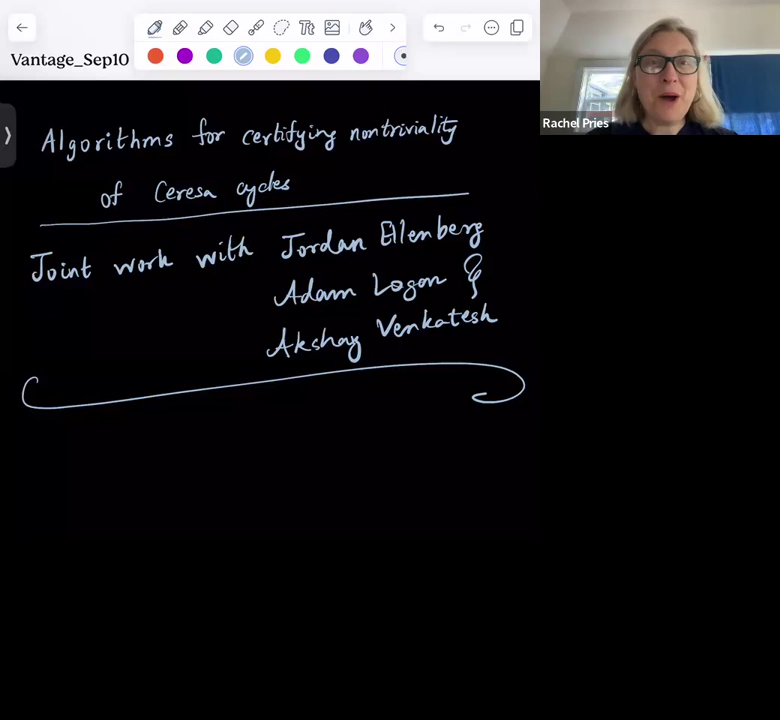 Vantage_Sep10
Tt
Rachel Pries
Algorithms for certifying nontriviality
of Ceresa cycles
Joint work with Jordan Ellenberg
Adam Logan &
Akshay Venkatesh